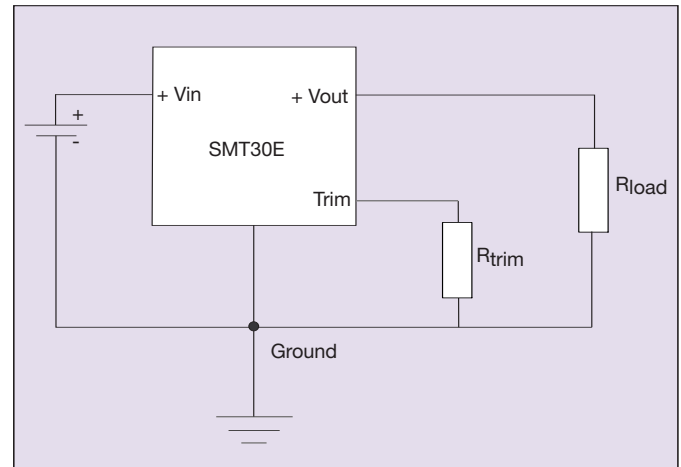 + Vin
+ Vout
+
-
SMT30E
Trim
Rload
Rtrim
Ground